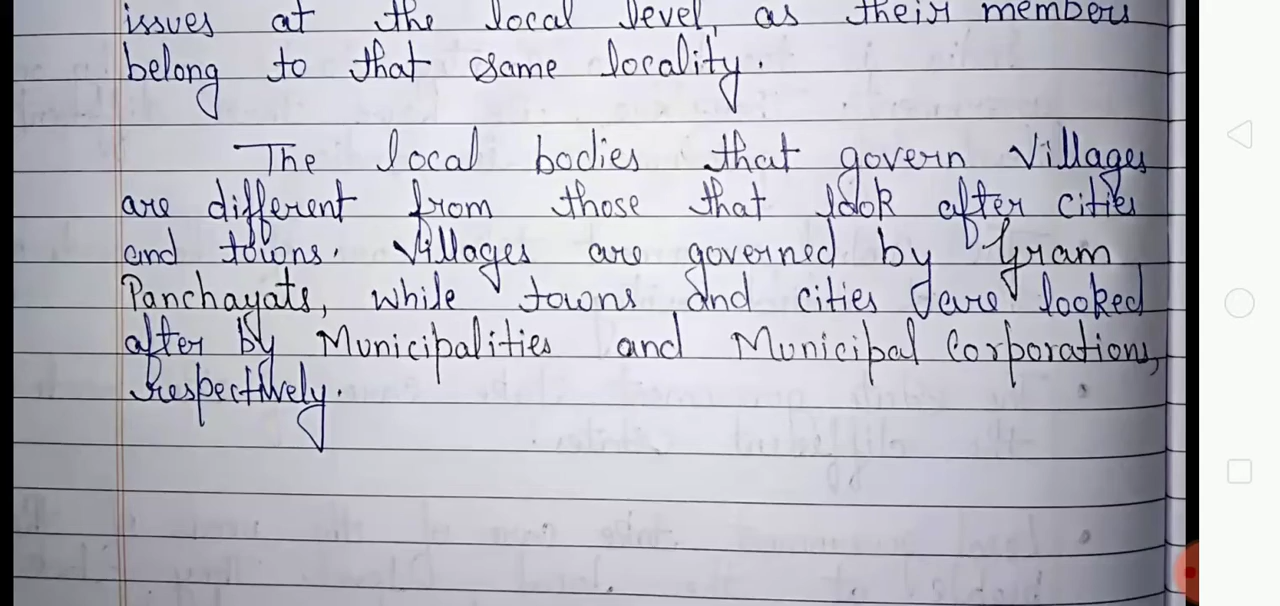 issues at the local level, as their members
belong to that same locality.
The local bodies that govern villages
are different from those that look after cities
and towns. Villages are governed by Gram
Panchayats, while towns and cities are looked
after by Municipalities and Municipal Corporations,
respectively.